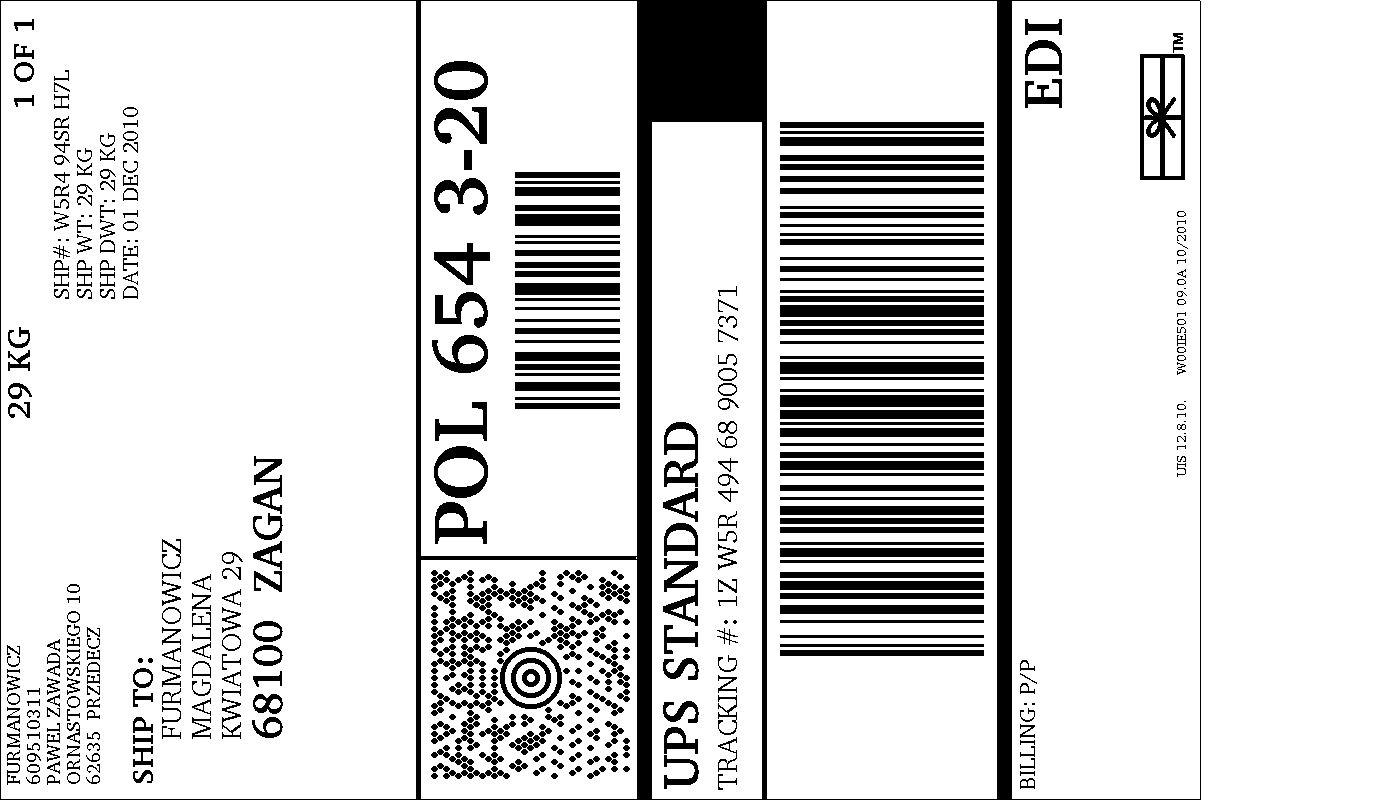 FURMANOWICZ
609510311
PAWEL ZAWADA
ORNASTOWSKIEGO 10
62635 PRZEDECZ
29 KG
1 OF 1
SHP#: W5R4 94SR H7L
SHP WT: 29 KG
SHP DWT: 29 KG
DATE: 01 DEC 2010
SHIP TO:
FURMANOWICZ
MAGDALENA
KWIATOWA 29
68100 ZAGAN
POL 654 3-20
UPS STANDARD
TRACKING #: 1Z W5R 494 68 9005 7371
BILLING: P/P
EDI
UIS 12.8.10. W00IE501 09.0A 10/2010
TM